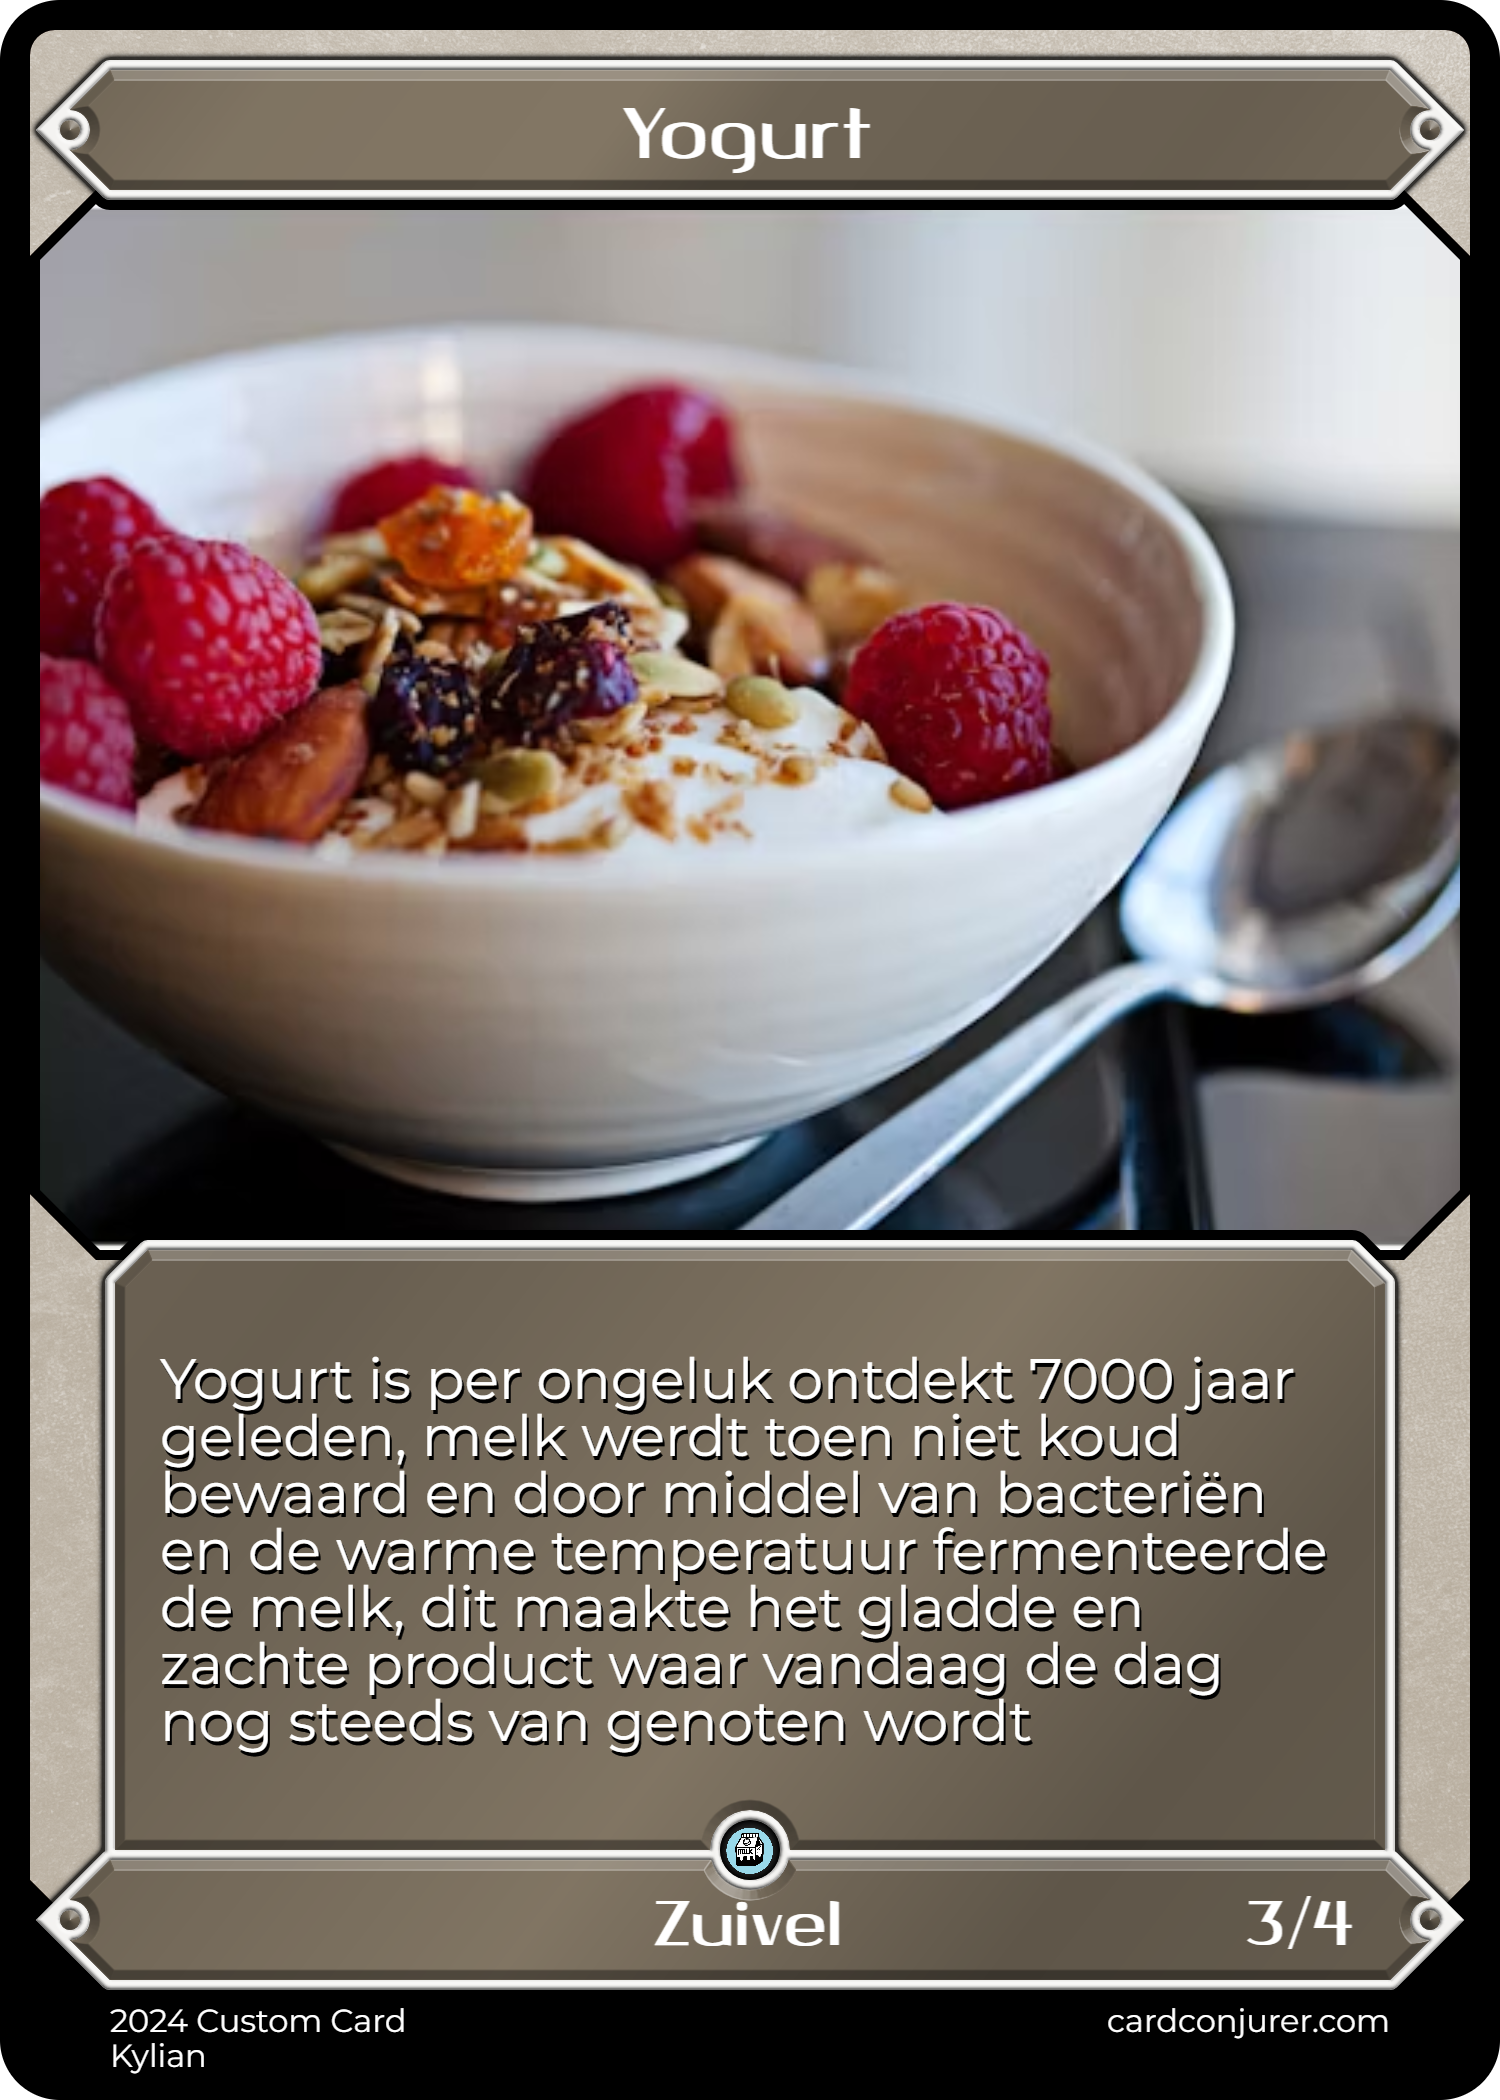 Yogurt
Yogurt is per ongeluk ontdekt 7000 jaar
geleden, melk werdt toen niet koud
bewaard en door middel van bacteriën
en de warme temperatuur fermenteerde
de melk, dit maakte het gladde en
zachte product waar vandaag de dag
nog steeds van genoten wordt
MILK
Zuivel
3/4
2024 Custom Card
Kylian
cardconjurer.com